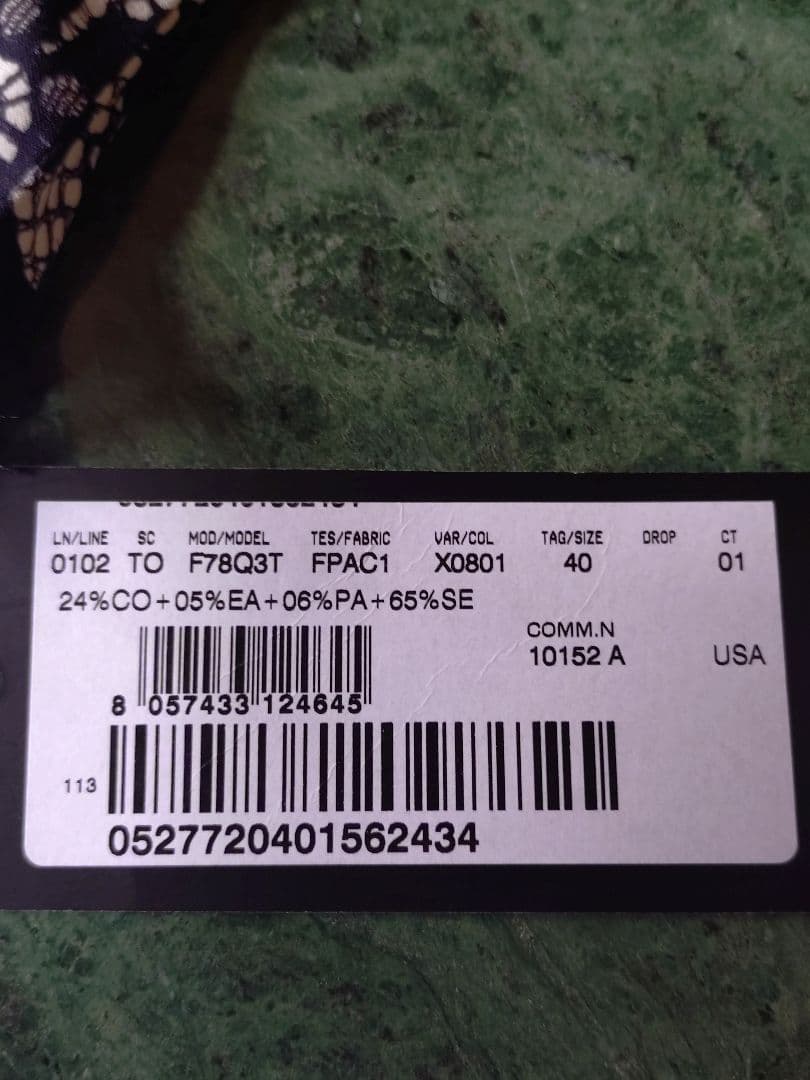 LN/LINE SC MOD/MODEL TES/FABRIC VAR/COL TAG/SIZE DROP CT
0102 TO F78Q3T FPAC1 X0801 40 01
24%CO+05%EA+06%PA+65%SE
COMM.N
10152 A USA
8 057433 124645
113
0527720401562434